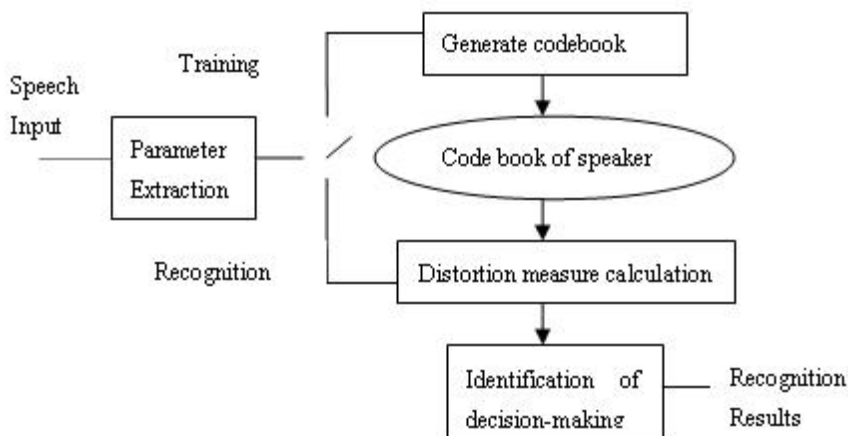 Generate codebook
Training
Speech
Input
Parameter
Extraction
Code book of speaker
Recognition
Distortion measure calculation
Identification of
decision-making
Recognition
Results